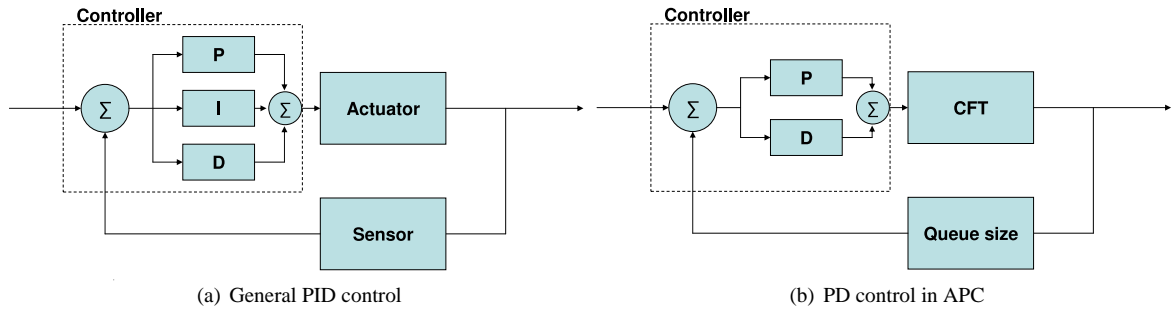 Controller
P
I
D
Σ
Σ
Actuator
Sensor
(a) General PID control
Controller
P
D
Σ
Σ
CFT
Queue size
(b) PD control in APC